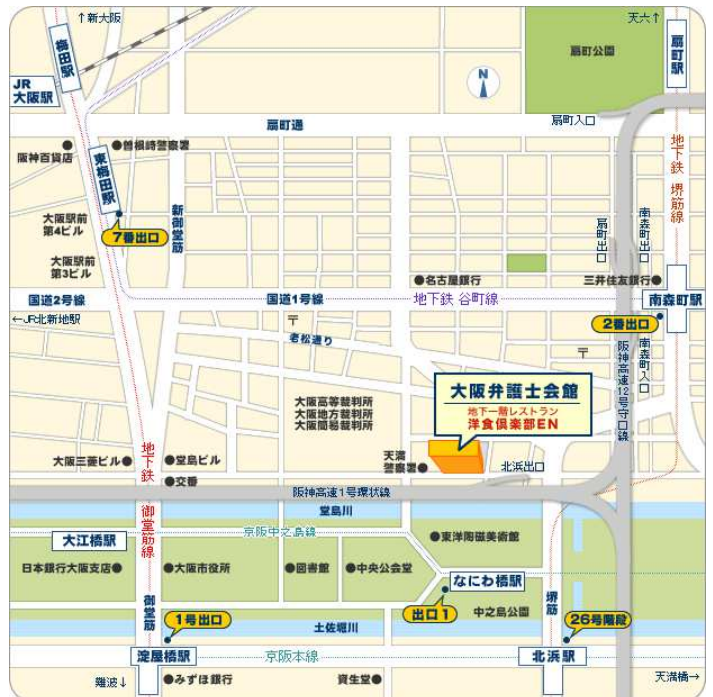 ↑新大阪
天六↑
梅田駅
扇町公園
扇町駅
JR
大阪駅
N
扇町入口
扇町通
阪神百貨店
曽根崎警察署
地下鉄 堺筋線
東梅田駅
大阪駅前
第4ビル
7番出口
新御堂筋
扇町出口
南森町出口
大阪駅前
第3ビル
名古屋銀行
三井住友銀行
国道2号線
国道1号線
地下鉄 谷町線
南森町駅
←JR北新地駅
〒
2番出口
老松通り
〒
阪神高速12号守口線
南森町入口
大阪弁護士会館
地下一階レストラン
洋食倶楽部EN
大阪高等裁判所
大阪地方裁判所
大阪簡易裁判所
地下鉄 御堂筋線
大阪三菱ビル
堂島ビル
天満
警察署
北浜出口
交番
阪神高速1号環状線
堂島川
京阪中之島線
大江橋駅
東洋陶磁美術館
日本銀行大阪支店
大阪市役所
図書館
中央公会堂
なにわ橋駅
御堂筋
出口1
堺筋
中之島公園
1号出口
土佐堀川
26号階段
淀屋橋駅
京阪本線
北浜駅
難波↓
みずほ銀行
資生堂
天満橋→